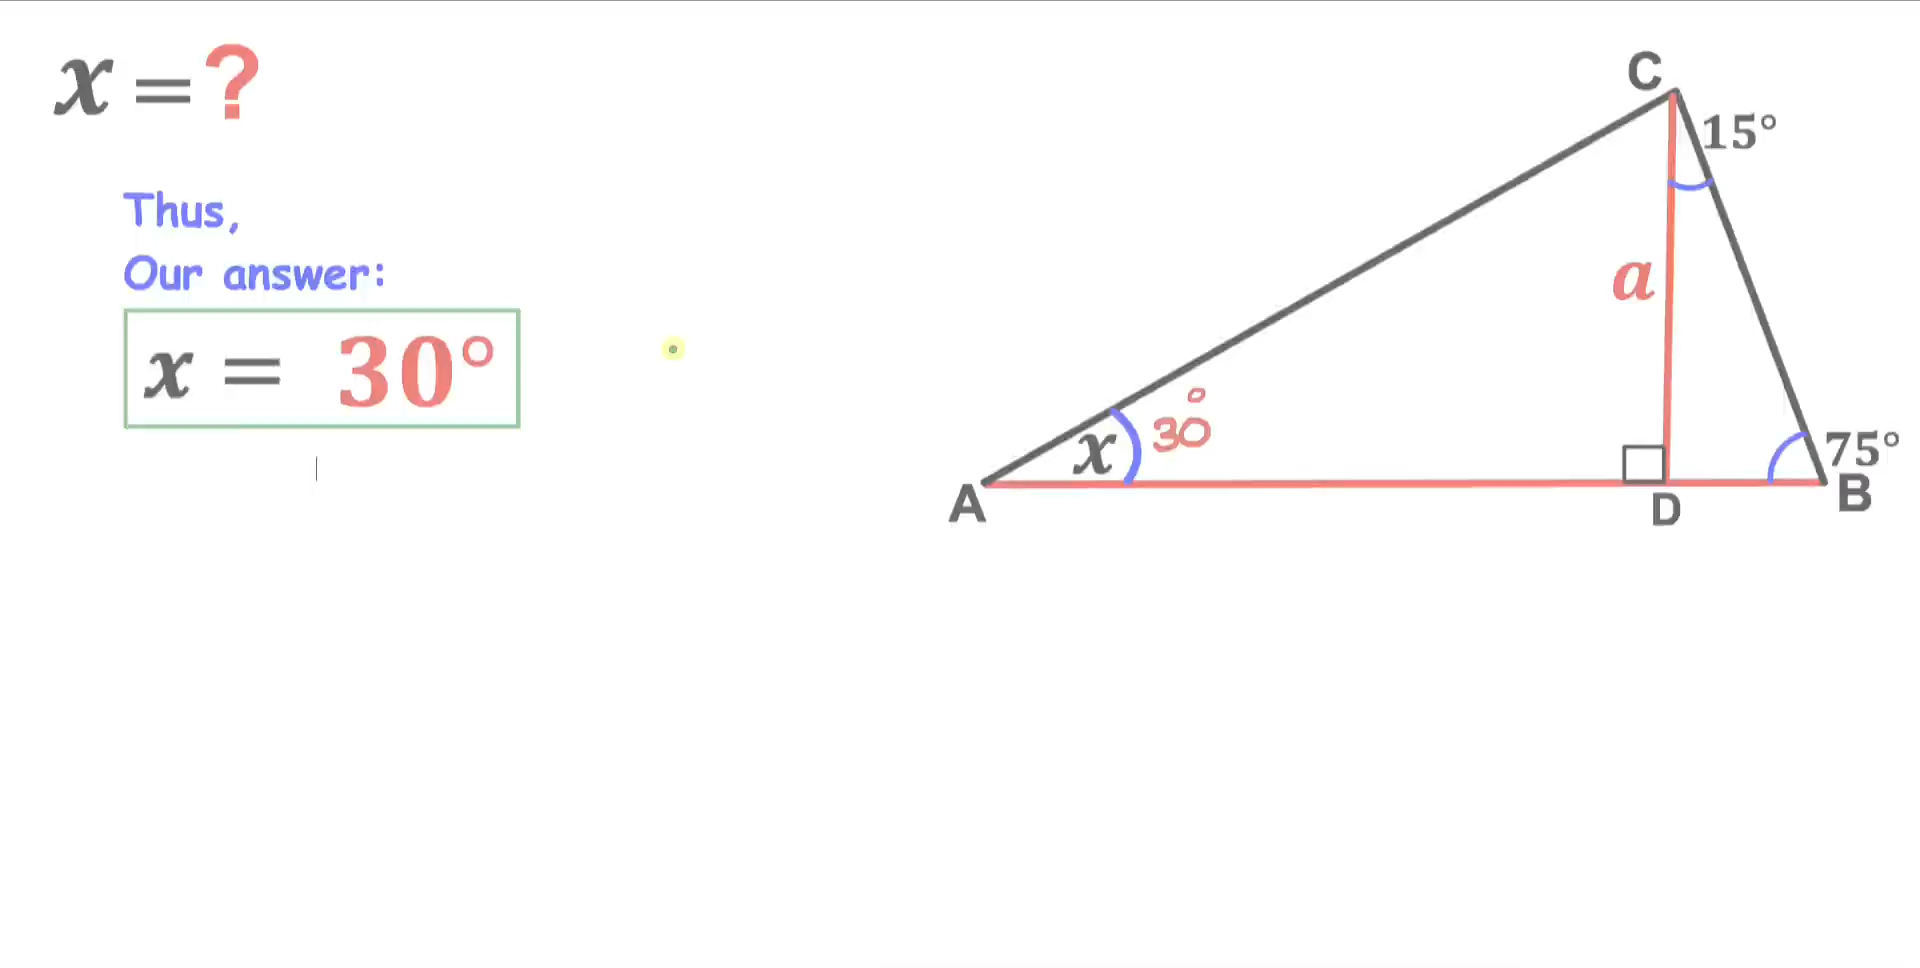 x = ?
Thus,
Our answer:
x = 30°
C
15°
a
x 30°
75°
A
D
B